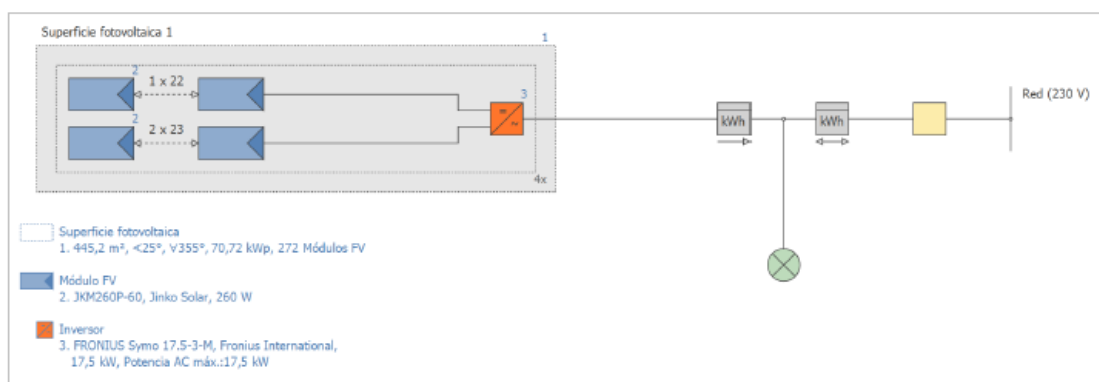 Superficie fotovoltaica 1
1
2
1 x 22
3
2
2 x 23
4x
kWh
kWh
Red (230 V)
Superficie fotovoltaica
1. 445,2 m², ∢25°, ∀355°, 70,72 kWp, 272 Módulos FV
Módulo FV
2. JKM260P-60, Jinko Solar, 260 W
Inversor
3. FRONIUS Symo 17.5-3-M, Fronius International,
17,5 kW, Potencia AC máx.:17,5 kW